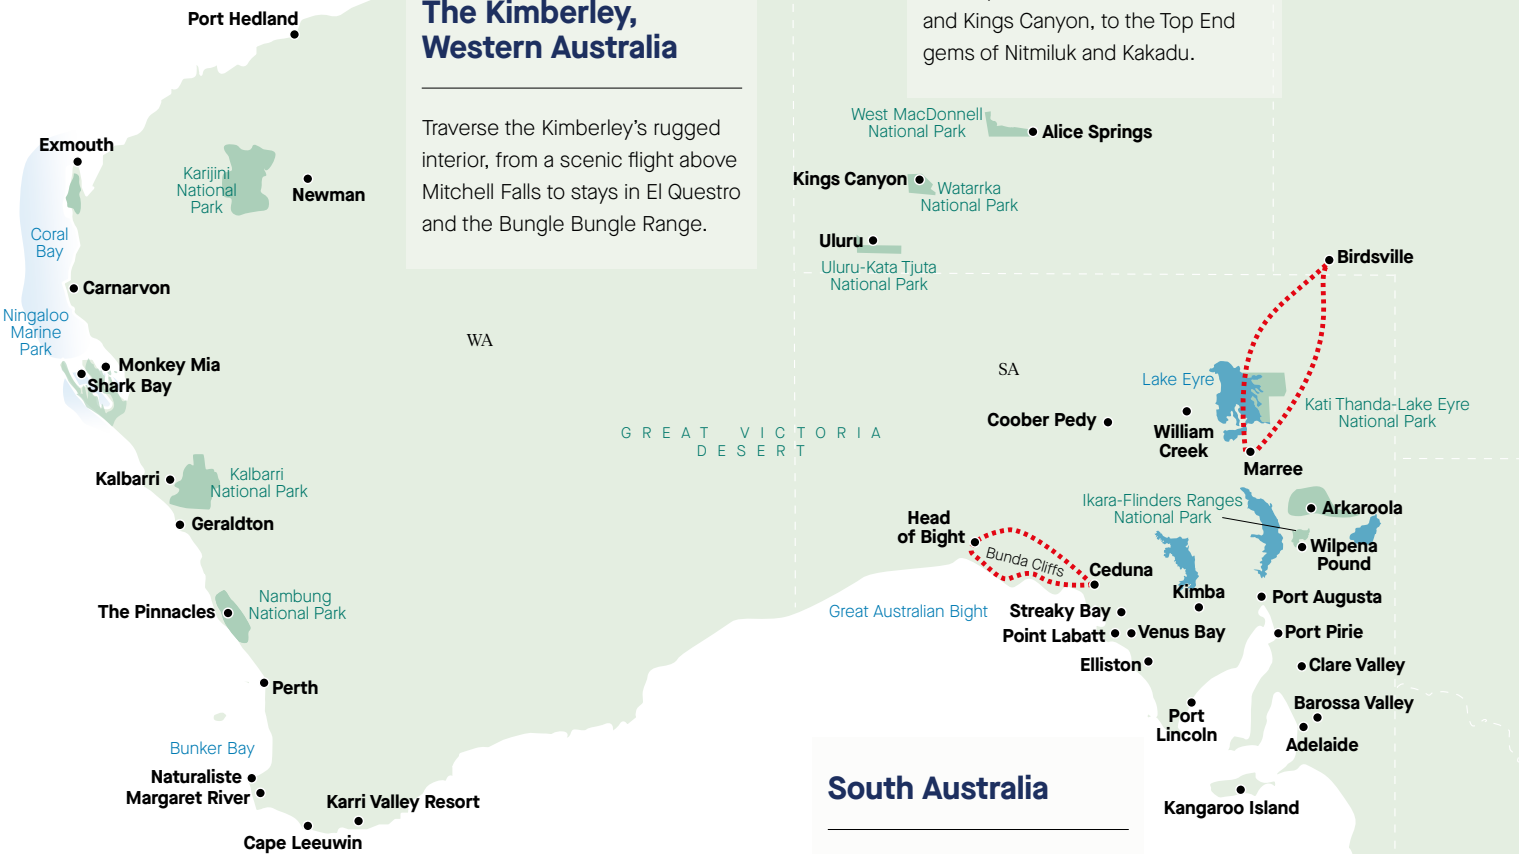 Port Hedland
The Kimberley,
Western Australia
Traverse the Kimberley’s rugged
interior, from a scenic flight above
Mitchell Falls to stays in El Questro
and the Bungle Bungle Range.
and Kings Canyon, to the Top End
gems of Nitmiluk and Kakadu.
West MacDonnell
National Park
Alice Springs
Exmouth
Karijini
National
Park
Newman
Kings Canyon
Watarrka
National Park
Coral
Bay
Uluru
Uluru-Kata Tjuta
National Park
Birdsville
Carnarvon
Ningaloo
Marine
Park
WA
Monkey Mia
Shark Bay
SA
Lake Eyre
Kati Thanda-Lake Eyre
National Park
Coober Pedy
William
Creek
GREAT VICTORIA
DESERT
Marree
Kalbarri
Kalbarri
National Park
Geraldton
Ikara-Flinders Ranges
National Park
Arkaroola
Head
of Bight
Bunda Cliffs
Wilpena
Pound
Ceduna
Kimba
Port Augusta
Nambung
National Park
The Pinnacles
Great Australian Bight
Streaky Bay
Point Labatt
Venus Bay
Port Pirie
Elliston
Clare Valley
Perth
Port
Lincoln
Barossa Valley
Adelaide
Bunker Bay
Naturaliste
Margaret River
Karri Valley Resort
Cape Leeuwin
South Australia
Kangaroo Island